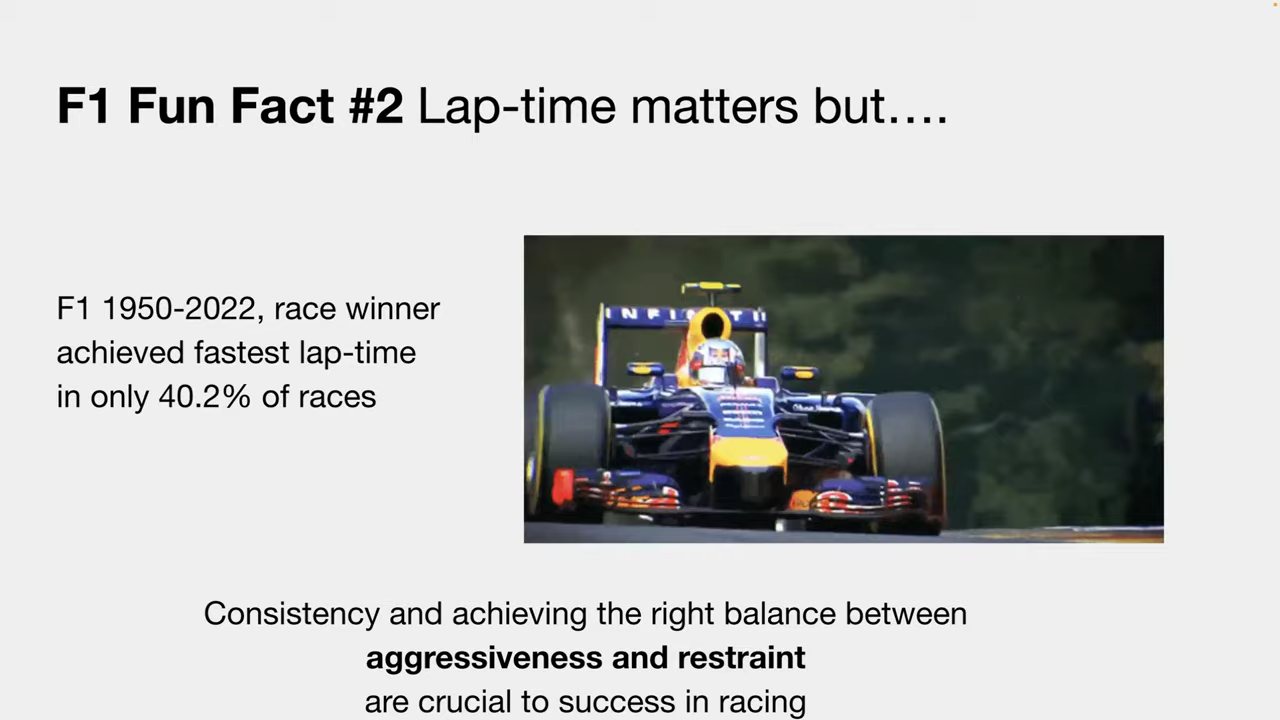 F1 Fun Fact #2 Lap-time matters but….
F1 1950-2022, race winner
achieved fastest lap-time
in only 40.2% of races
INFINITI
Consistency and achieving the right balance between
aggressiveness and restraint
are crucial to success in racing